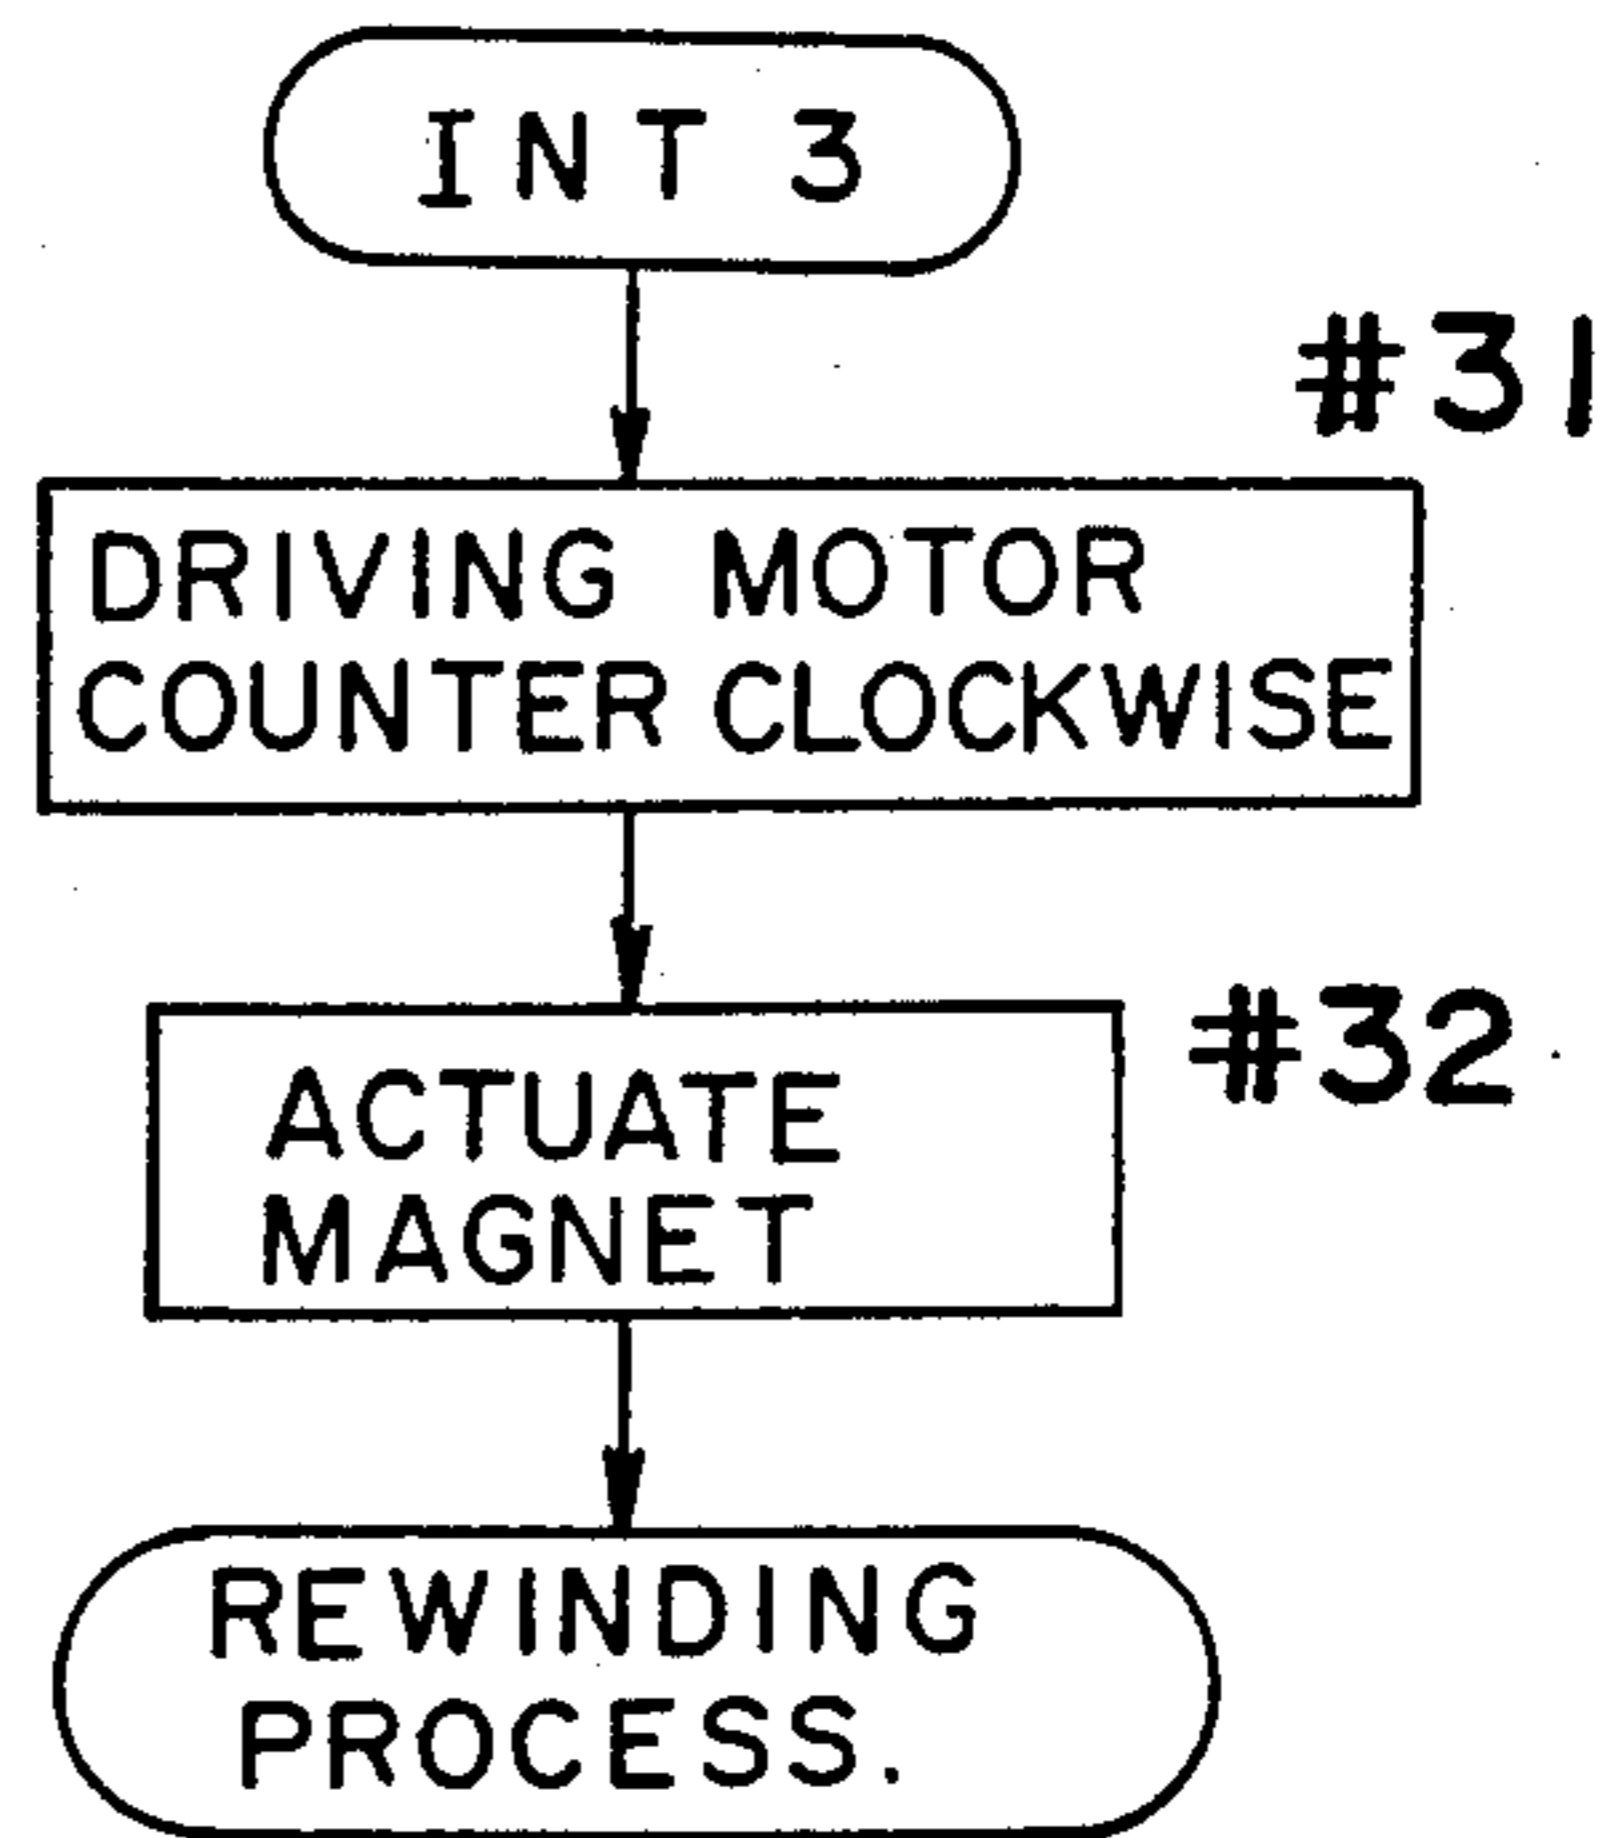 INT 3
#31
DRIVING MOTOR
COUNTER CLOCKWISE
#32
ACTUATE
MAGNET
REWINDING
PROCESS.